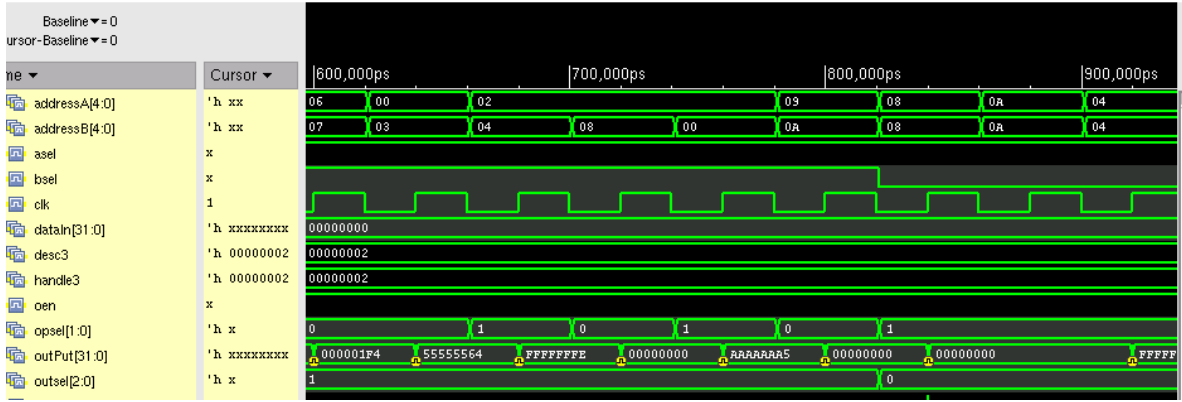 Baseline▼=0
ursor-Baseline▼=0
me▼ Cursor▼ 600,000ps 700,000ps 800,000ps 900,000ps
addressA[4:0] 'h xx 06 00 02 09 08 0A 04
addressB[4:0] 'h xx 07 03 04 08 00 0A 08 0A 04
asel x
bsel x
clk 1
dataIn[31:0] 'h xxxxxxxx 00000000
desc3 'h 00000002 00000002
handle3 'h 00000002 00000002
oen x
opsel[1:0] 'h x 0 1 0 1 0 1
outPut[31:0] 'h xxxxxxxx 000001F4 55555564 FFFFFFFE 00000000 AAAAAAA5 00000000 00000000 FFFFF
outsel[2:0] 'h x 1 0